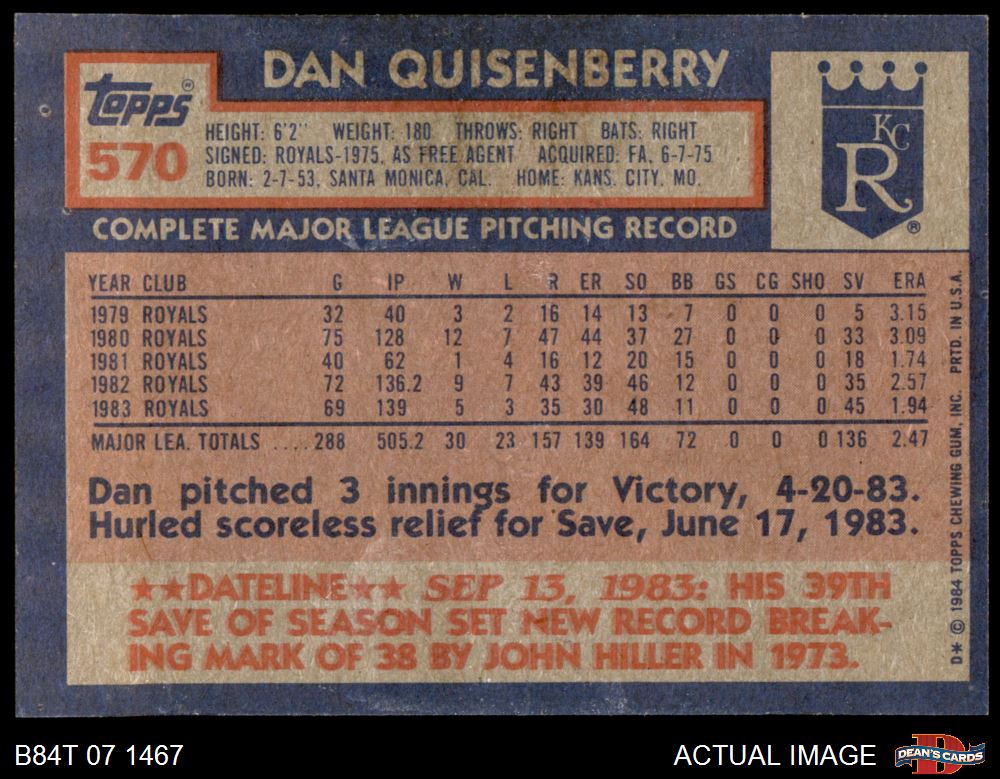 DAN QUISENBERRY
Topps®
570
HEIGHT: 6'2" WEIGHT: 180 THROWS: RIGHT BATS: RIGHT
SIGNED: ROYALS-1975, AS FREE AGENT ACQUIRED: FA, 6-7-75
BORN: 2-7-53, SANTA MONICA, CAL. HOME: KANS. CITY, MO.
KC
R
®
COMPLETE MAJOR LEAGUE PITCHING RECORD
YEAR CLUB G IP W L R ER SO BB GS CG SHO SV ERA
1979 ROYALS 32 40 3 2 16 14 13 7 0 0 0 5 3.15
1980 ROYALS 75 128 12 7 47 44 37 27 0 0 0 33 3.09
1981 ROYALS 40 62 1 4 16 12 20 15 0 0 0 18 1.74
1982 ROYALS 72 136.2 9 7 43 39 46 12 0 0 0 35 2.57
1983 ROYALS 69 139 5 3 35 30 48 11 0 0 0 45 1.94
MAJOR LEA. TOTALS .... 288 505.2 30 23 157 139 164 72 0 0 0 136 2.47
Dan pitched 3 innings for Victory, 4-20-83.
Hurled scoreless relief for Save, June 17, 1983.
★★DATELINE★★ SEP 13, 1983: HIS 39TH
SAVE OF SEASON SET NEW RECORD BREAK-
ING MARK OF 38 BY JOHN HILLER IN 1973.
D* © 1984 TOPPS CHEWING GUM, INC. PRTD. IN U.S.A.
B84T 07 1467
ACTUAL IMAGE
DEAN'S CARDS